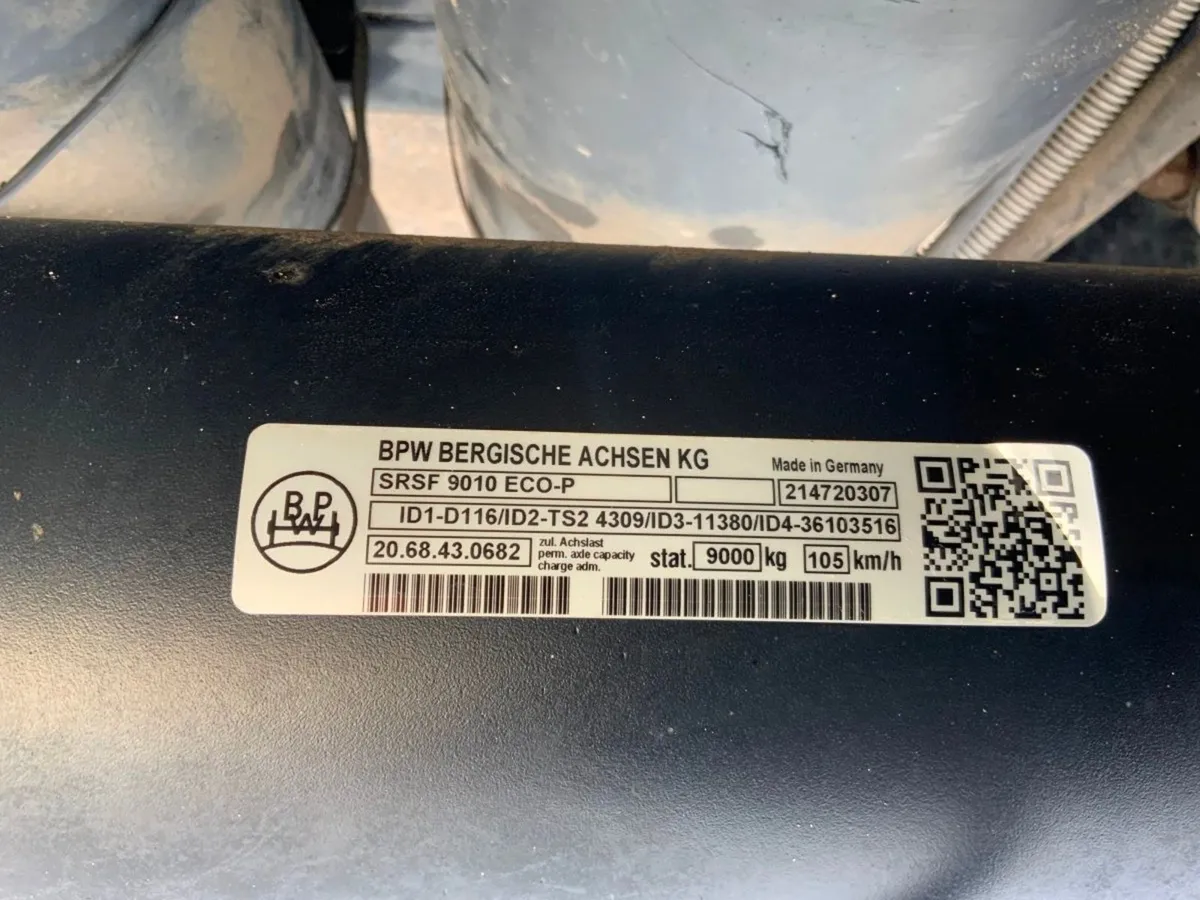 BPW
BPW BERGISCHE ACHSEN KG
Made in Germany
SRSF 9010 ECO-P
214720307
ID1-D116/ID2-TS2 4309/ID3-11380/ID4-36103516
20.68.43.0682
zul. Achslast
perm. axle capacity
charge adm.
stat. 9000 kg 105 km/h